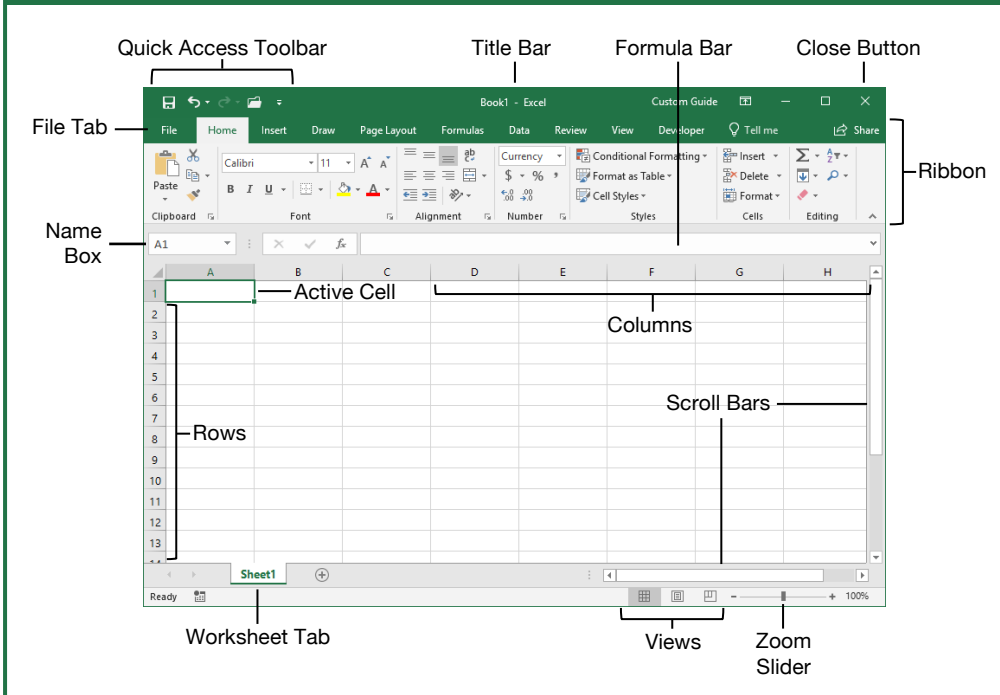 Quick Access Toolbar
Title Bar
Formula Bar
Close Button
Book1 - Excel
Custom Guide
File Tab
File Home Insert Draw Page Layout Formulas Data Review View Developer Tell me Share
Ribbon
Paste
Calibri 11
B I U
A A
A
ab
Currency
$ % ,
Conditional Formatting
Format as Table
Cell Styles
Insert
Delete
Format
Clipboard Font Alignment Number Styles Cells Editing
Name
Box
A1
fx
A B C D E F G H
1
Active Cell
2
Columns
3
4
5
6
Scroll Bars
7
8
Rows
9
10
11
12
13
14
Sheet1
Ready
100%
Worksheet Tab
Views
Zoom
Slider